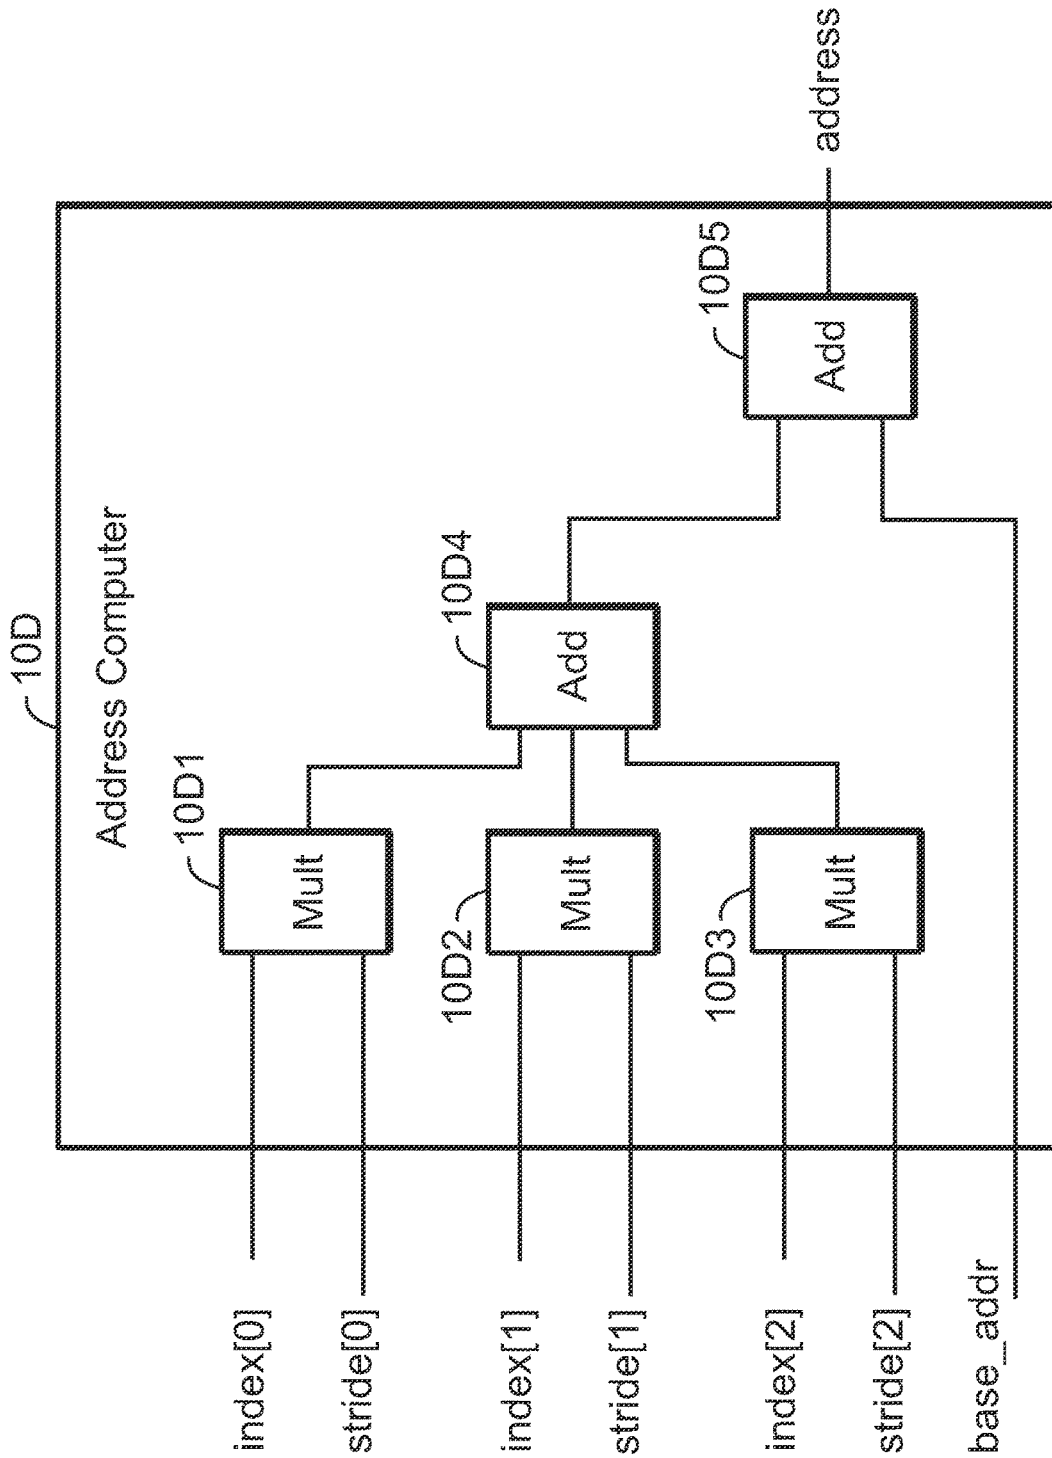 10D
Address Computer
index[0]
stride[0]
10D1
Mult
index[1]
stride[1]
10D2
Mult
index[2]
stride[2]
10D3
Mult
10D4
Add
base_addr
10D5
Add
address